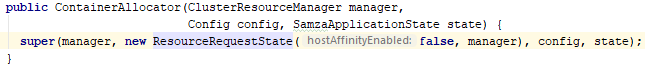 public ContainerAllocator(ClusterResourceManager manager,
Config config, SamzaApplicationState state) {
super(manager, new ResourceRequestState( hostAffinityEnabled: false, manager), config, state);
}